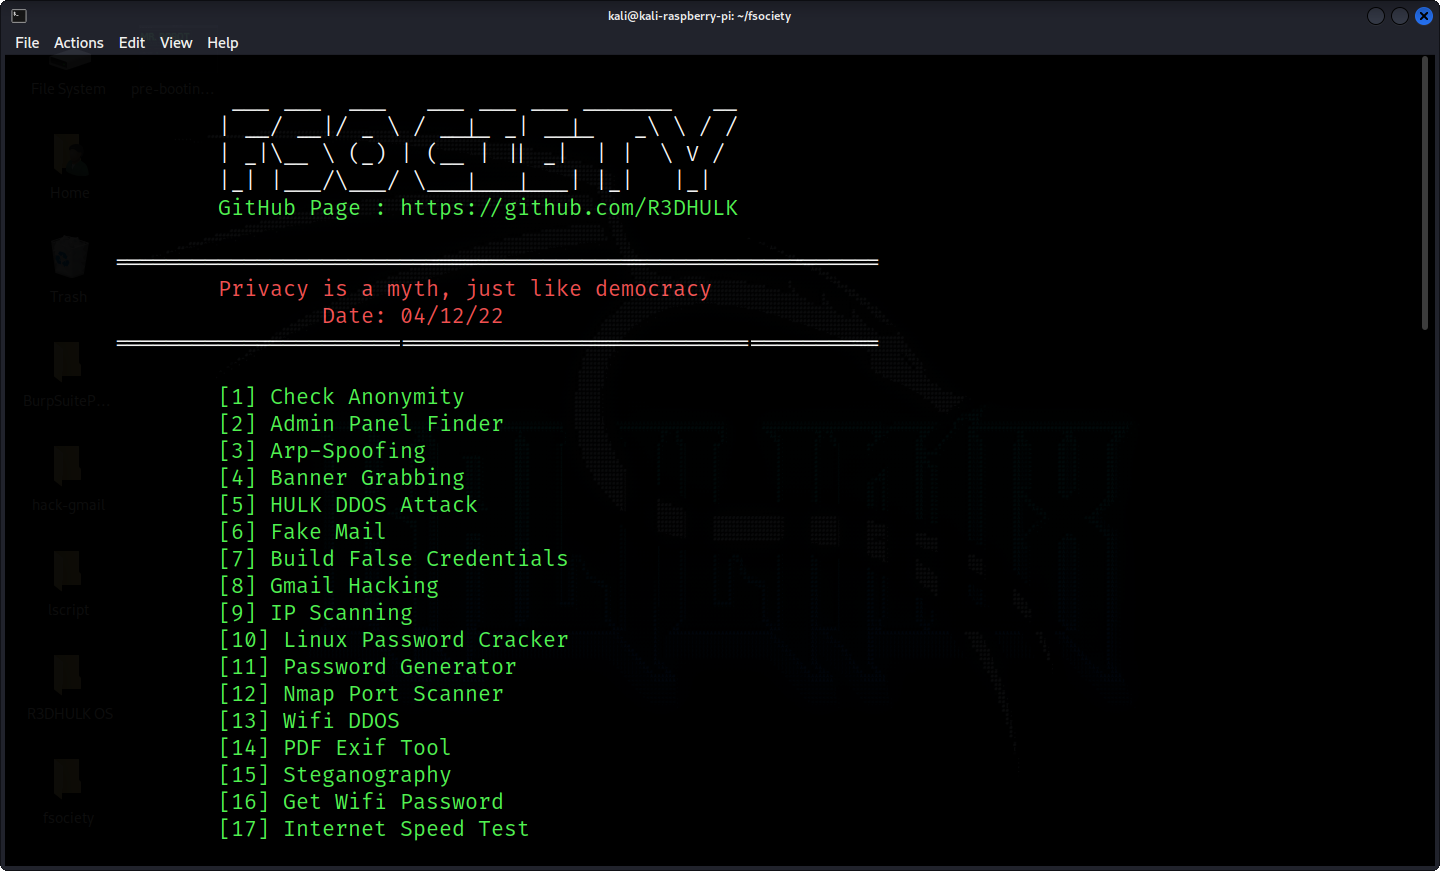 kali@kali-raspberry-pi: ~/fsociety
File Actions Edit View Help
File System pre-bootin...
Home
Trash
BurpSuiteP...
hack-gmail
lscript
R3DHULK OS
fsociety
FSOCIETY
GitHub Page : https://github.com/R3DHULK
Privacy is a myth, just like democracy
Date: 04/12/22
[1] Check Anonymity
[2] Admin Panel Finder
[3] Arp-Spoofing
[4] Banner Grabbing
[5] HULK DDOS Attack
[6] Fake Mail
[7] Build False Credentials
[8] Gmail Hacking
[9] IP Scanning
[10] Linux Password Cracker
[11] Password Generator
[12] Nmap Port Scanner
[13] Wifi DDOS
[14] PDF Exif Tool
[15] Steganography
[16] Get Wifi Password
[17] Internet Speed Test